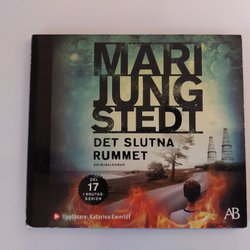 MARI
JUNG
STEDT
DET SLUTNA
RUMMET
KRIMINALROMAN
DEL
17
I KNUTAS-
SERIEN
Uppläsare: Katarina Ewerlöf
AB